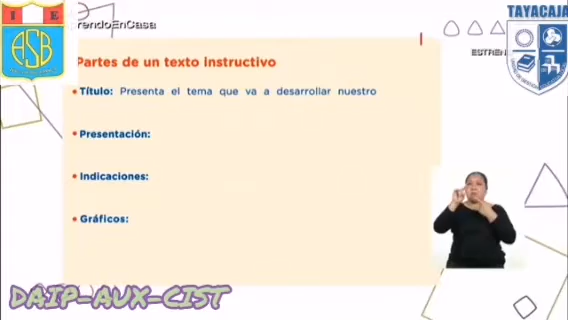 I E
ASB
rendoEnCasa
TAYACAJA
ESTREN
Partes de un texto instructivo
• Título: Presenta el tema que va a desarrollar nuestro
• Presentación:
• Indicaciones:
• Gráficos:
DAIP-AUX-CIST